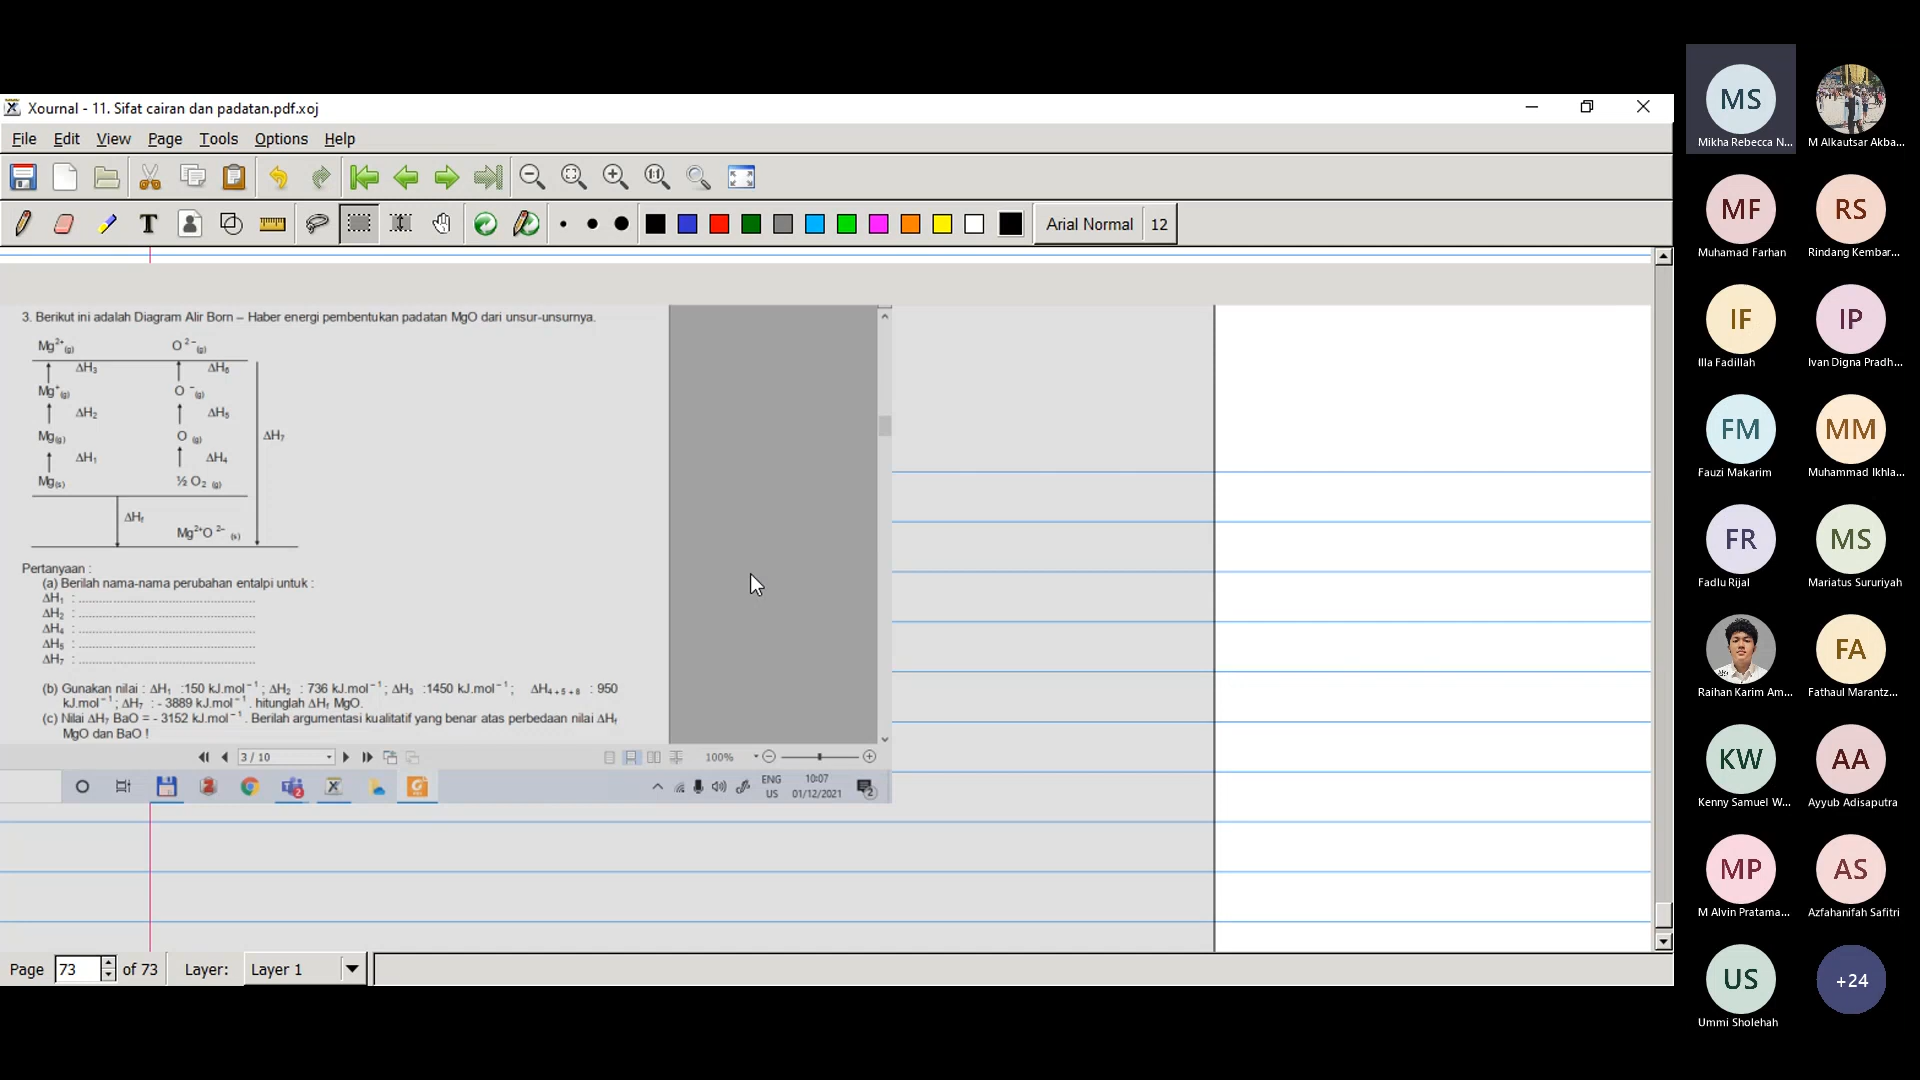 Xournal - 11. Sifat cairan dan padatan.pdf.xoj
File Edit View Page Tools Options Help
Arial Normal 12
3. Berikut ini adalah Diagram Alir Born – Haber energi pembentukan padatan MgO dari unsur-unsurnya.
Mg²⁺(g) O ²⁻(g)
ΔH₃ ΔH₆
Mg⁺(g) O ⁻(g)
ΔH₂ ΔH₅
Mg(g) O (g) ΔH₇
ΔH₁ ΔH₄
Mg(s) ½ O₂ (g)
ΔHf
Mg²⁺O ²⁻ (s)
Pertanyaan :
(a) Berilah nama-nama perubahan entalpi untuk :
ΔH₁ : ..................................................
ΔH₂ : ..................................................
ΔH₄ : ..................................................
ΔH₅ : ..................................................
ΔH₇ : ..................................................
(b) Gunakan nilai : ΔH₁ :150 kJ.mol⁻¹ ; ΔH₂ : 736 kJ.mol⁻¹ ; ΔH₃ :1450 kJ.mol⁻¹ ; ΔH₄₊₅₊₆ : 950
kJ.mol⁻¹ ; ΔH₇ : - 3889 kJ.mol⁻¹ . hitunglah ΔHf MgO.
(c) Nilai ΔH₇ BaO = - 3152 kJ.mol⁻¹ . Berilah argumentasi kualitatif yang benar atas perbedaan nilai ΔHf
MgO dan BaO !
3 / 10 100%
ENG
US
10:07
01/12/2021
2
Page 73 of 73 Layer: Layer 1
MS
Mikha Rebecca N...
M Alkautsar Akba...
MF RS
Muhamad Farhan Rindang Kembar...
IF IP
Illa Fadillah Ivan Digna Pradh...
FM MM
Fauzi Makarim Muhammad Ikhla...
FR MS
Fadlu Rijal Mariatus Sururiyah
FA
Raihan Karim Am... Fathaul Marantz...
KW AA
Kenny Samuel W... Ayyub Adisaputra
MP AS
M Alvin Pratama... Azfahanifah Safitri
US +24
Ummi Sholehah